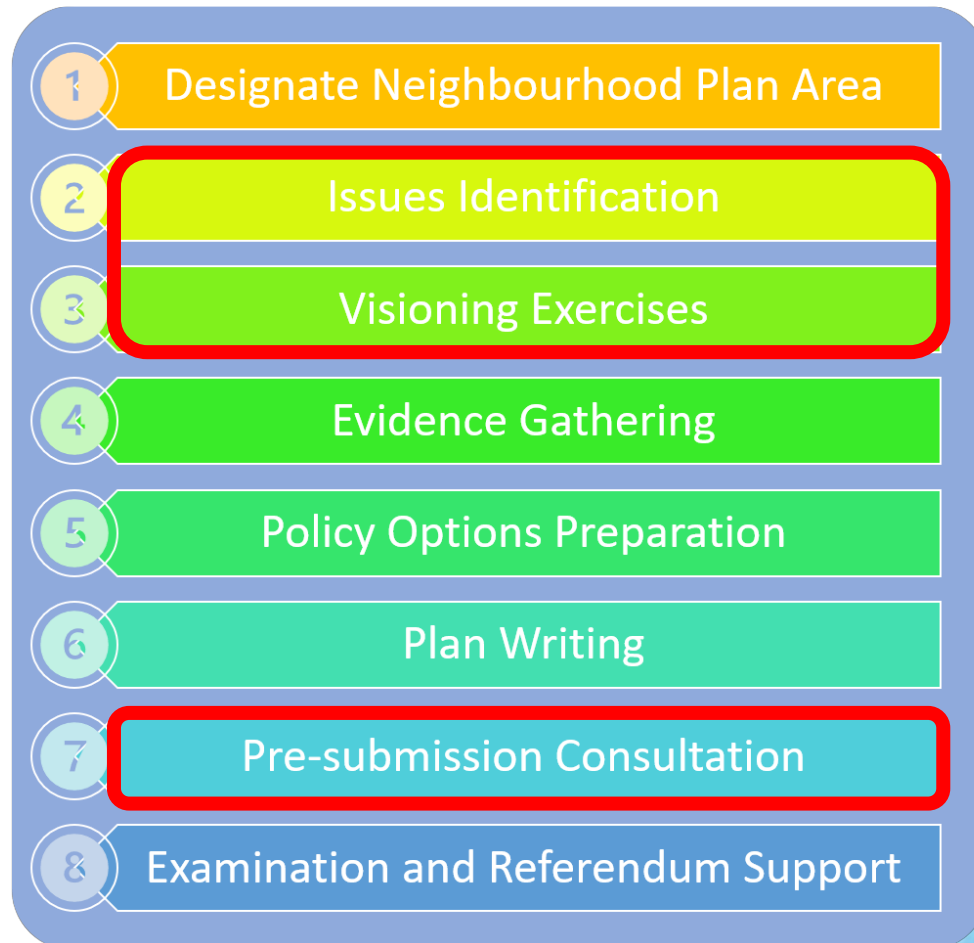 1 Designate Neighbourhood Plan Area
2 Issues Identification
3 Visioning Exercises
4 Evidence Gathering
5 Policy Options Preparation
6 Plan Writing
7 Pre-submission Consultation
8 Examination and Referendum Support